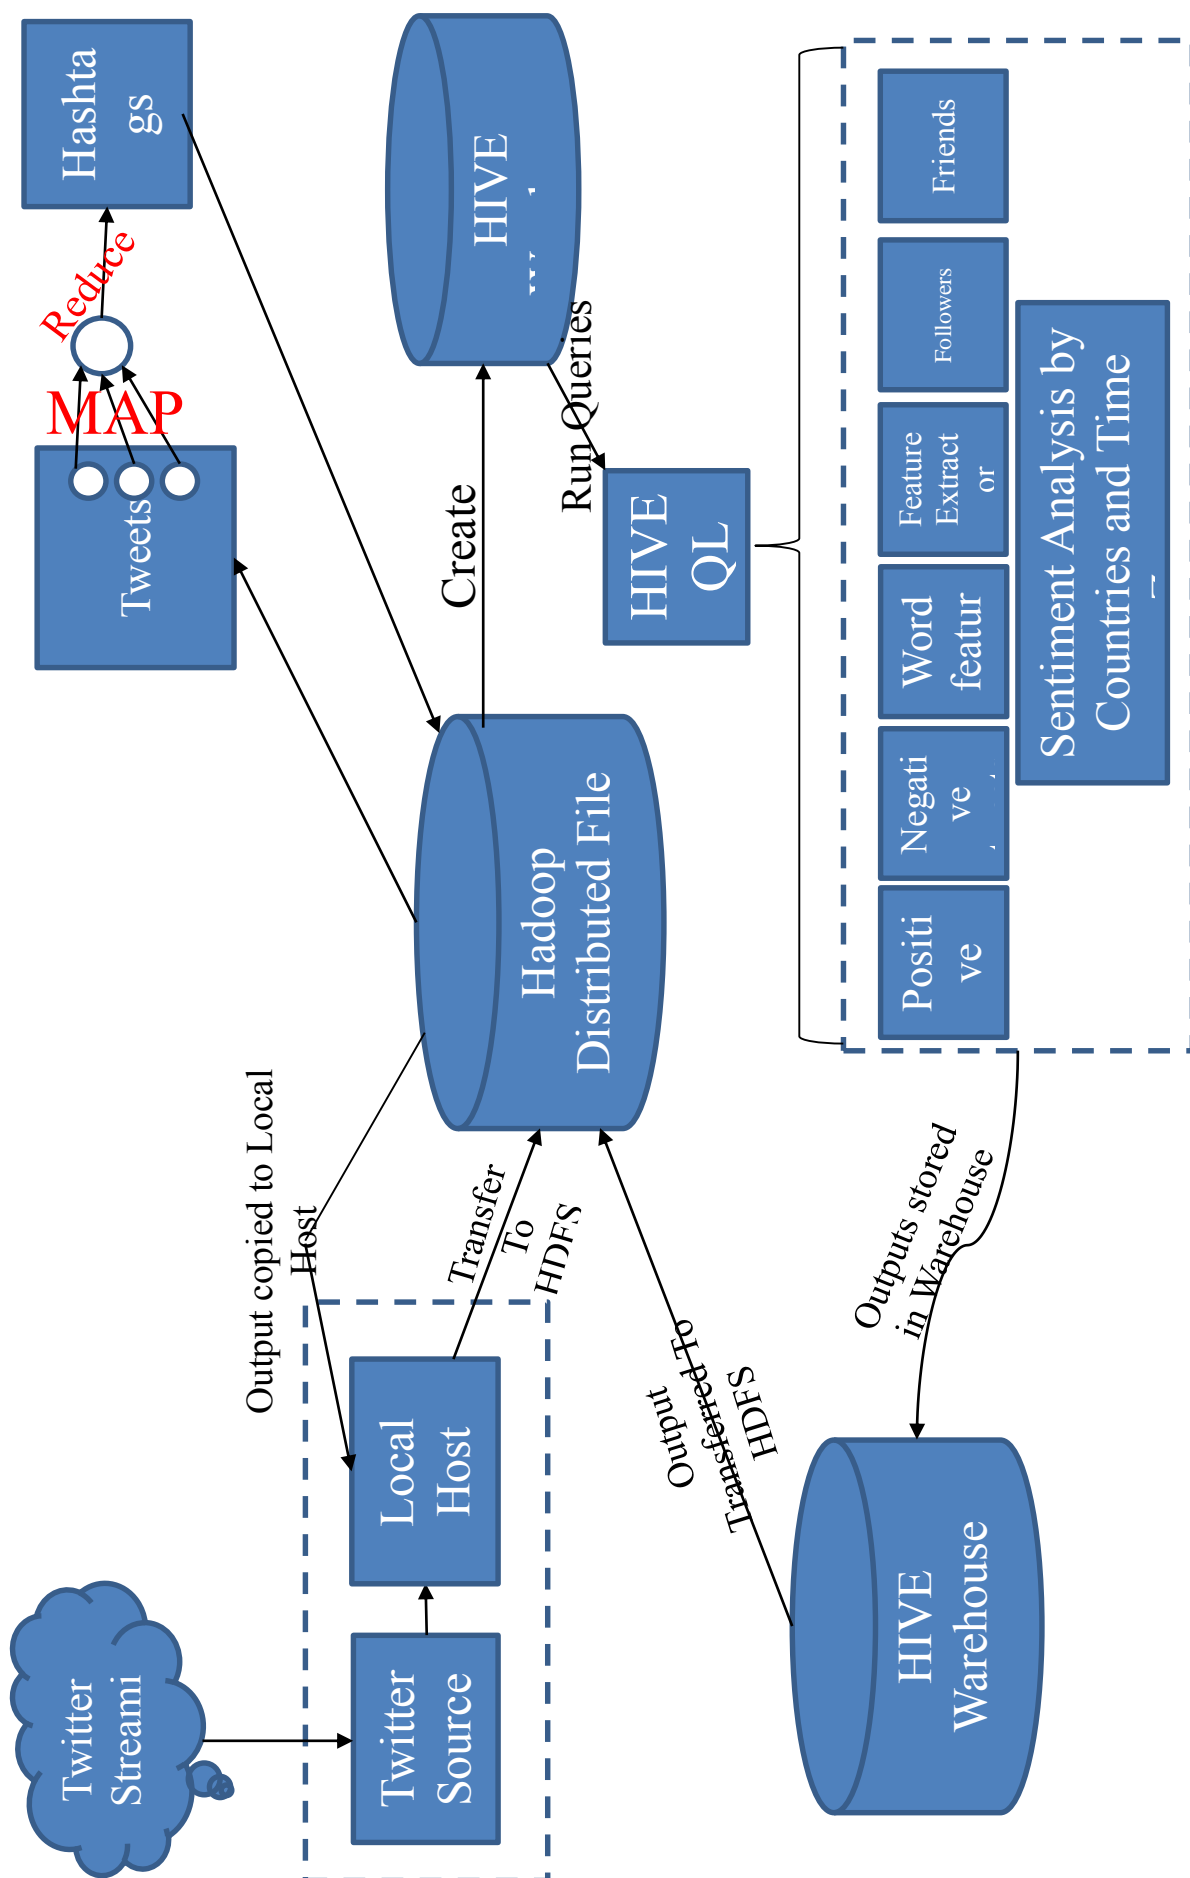 Twitter
Streami
Twitter
Source
Local
Host
Output copied to Local
Host
Transfer
To
HDFS
Hadoop
Distributed File
Tweets
MAP
Reduce
Hashta
gs
Create
HIVE
Run Queries
HIVE
QL
Positi
ve
Negati
ve
Word
featur
Feature
Extract
or
Followers
Friends
Sentiment Analysis by
Countries and Time
Outputs stored
in Warehouse
HIVE
Warehouse
Output
Transferred To
HDFS